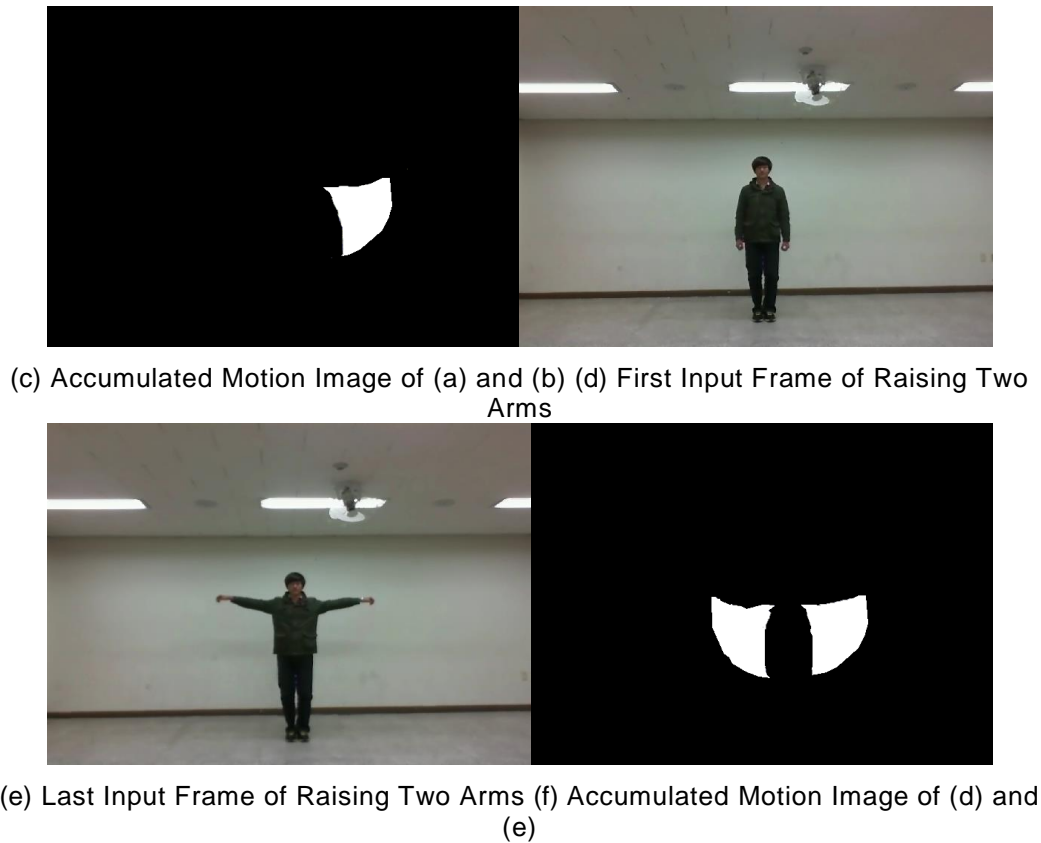 (c) Accumulated Motion Image of (a) and (b) (d) First Input Frame of Raising Two
Arms
(e) Last Input Frame of Raising Two Arms (f) Accumulated Motion Image of (d) and
(e)